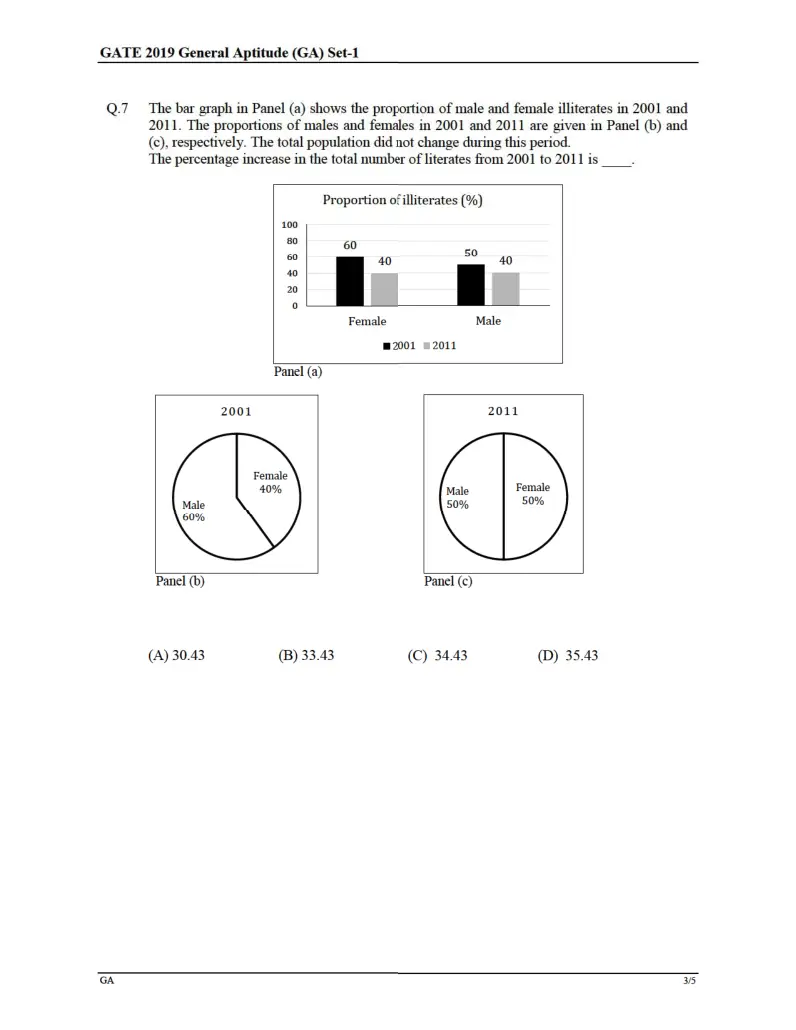 GATE 2019 General Aptitude (GA) Set-1
Q.7 The bar graph in Panel (a) shows the proportion of male and female illiterates in 2001 and
2011. The proportions of males and females in 2001 and 2011 are given in Panel (b) and
(c), respectively. The total population did not change during this period.
The percentage increase in the total number of literates from 2001 to 2011 is ____.
Proportion of illiterates (%)
100
80
60
40
20
0
60
40
50
40
Female Male
2001 2011
Panel (a)
2001
Female
40%
Male
60%
Panel (b)
2011
Male
50%
Female
50%
Panel (c)
(A) 30.43 (B) 33.43 (C) 34.43 (D) 35.43
GA 3/5